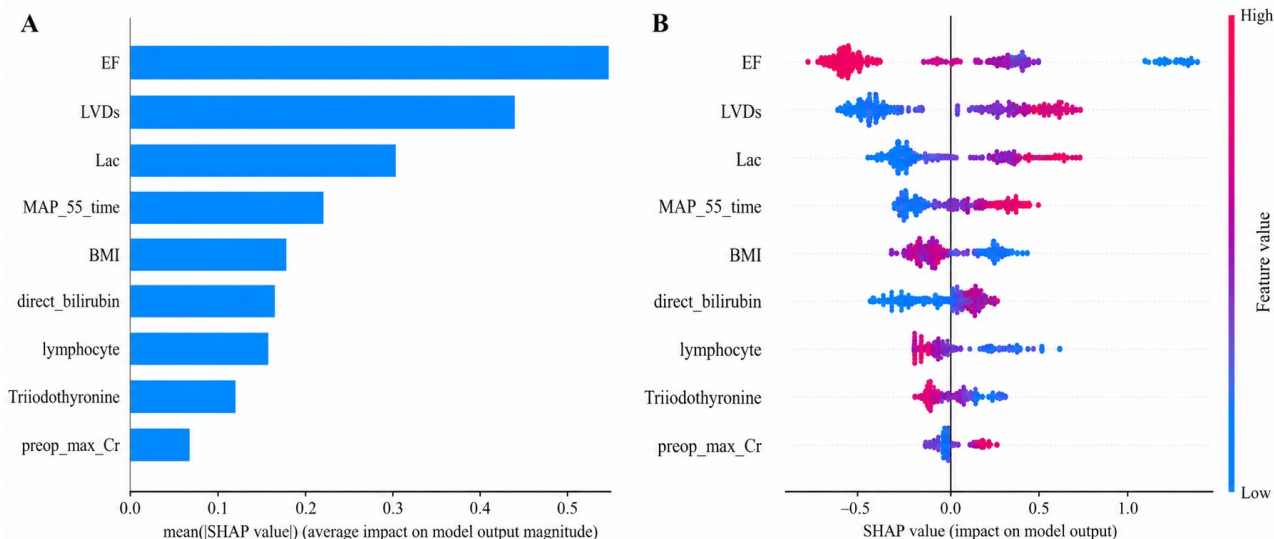 A
EF
LVDs
Lac
MAP_55_time
BMI
direct_bilirubin
lymphocyte
Triiodothyronine
preop_max_Cr
0.0 0.1 0.2 0.3 0.4 0.5
mean(|SHAP value|) (average impact on model output magnitude)
B
EF
LVDs
Lac
MAP_55_time
BMI
direct_bilirubin
lymphocyte
Triiodothyronine
preop_max_Cr
−0.5 0.0 0.5 1.0
SHAP value (impact on model output)
High
Feature value
Low